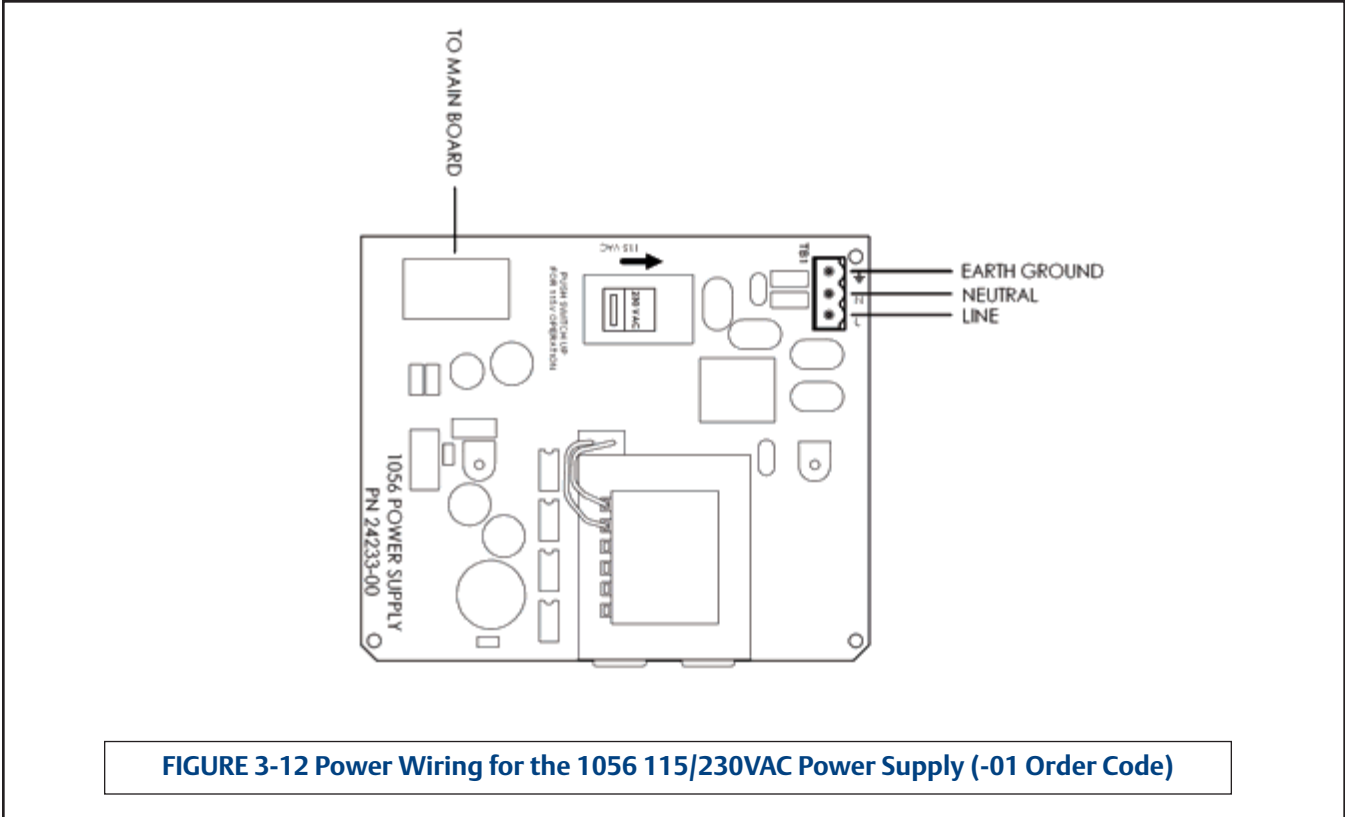 TO MAIN BOARD
115 VAC
PUSH SWITCH UP
FOR 115V OPERATION
230 VAC
TB1
N
L
EARTH GROUND
NEUTRAL
LINE
1056 POWER SUPPLY
PN 24233-00
FIGURE 3-12 Power Wiring for the 1056 115/230VAC Power Supply (-01 Order Code)